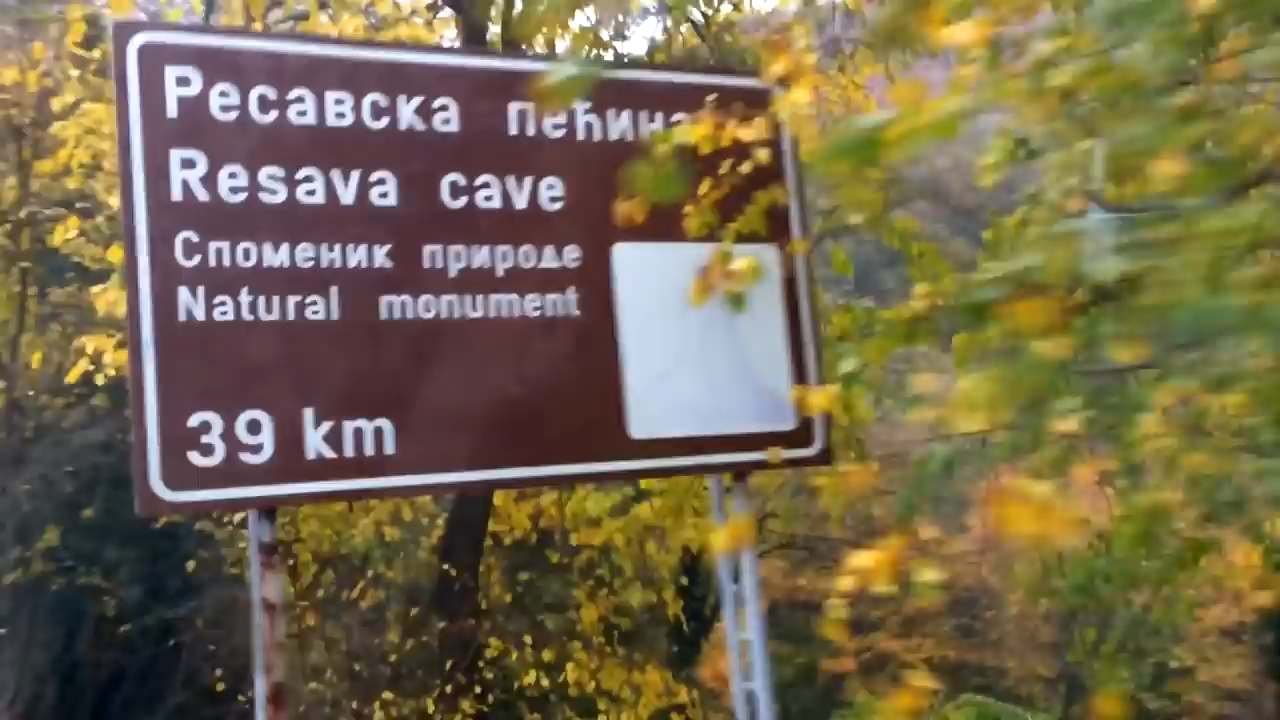 Ресавска пећина
Resava cave
Споменик природе
Natural monument
39 km